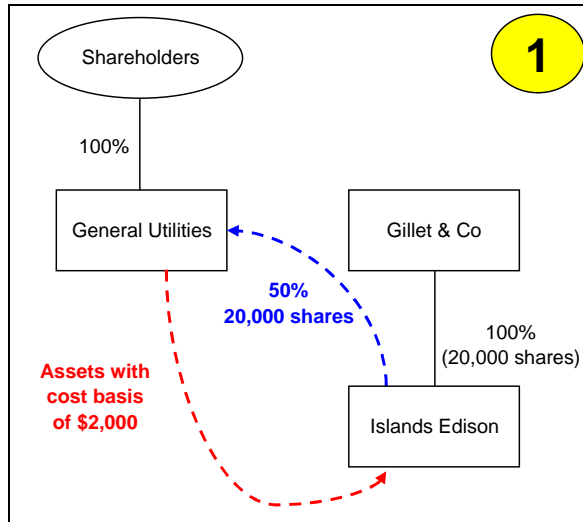 Shareholders
1
100%
General Utilities
Gillet & Co
50%
20,000 shares
100%
(20,000 shares)
Assets with
cost basis
of $2,000
Islands Edison